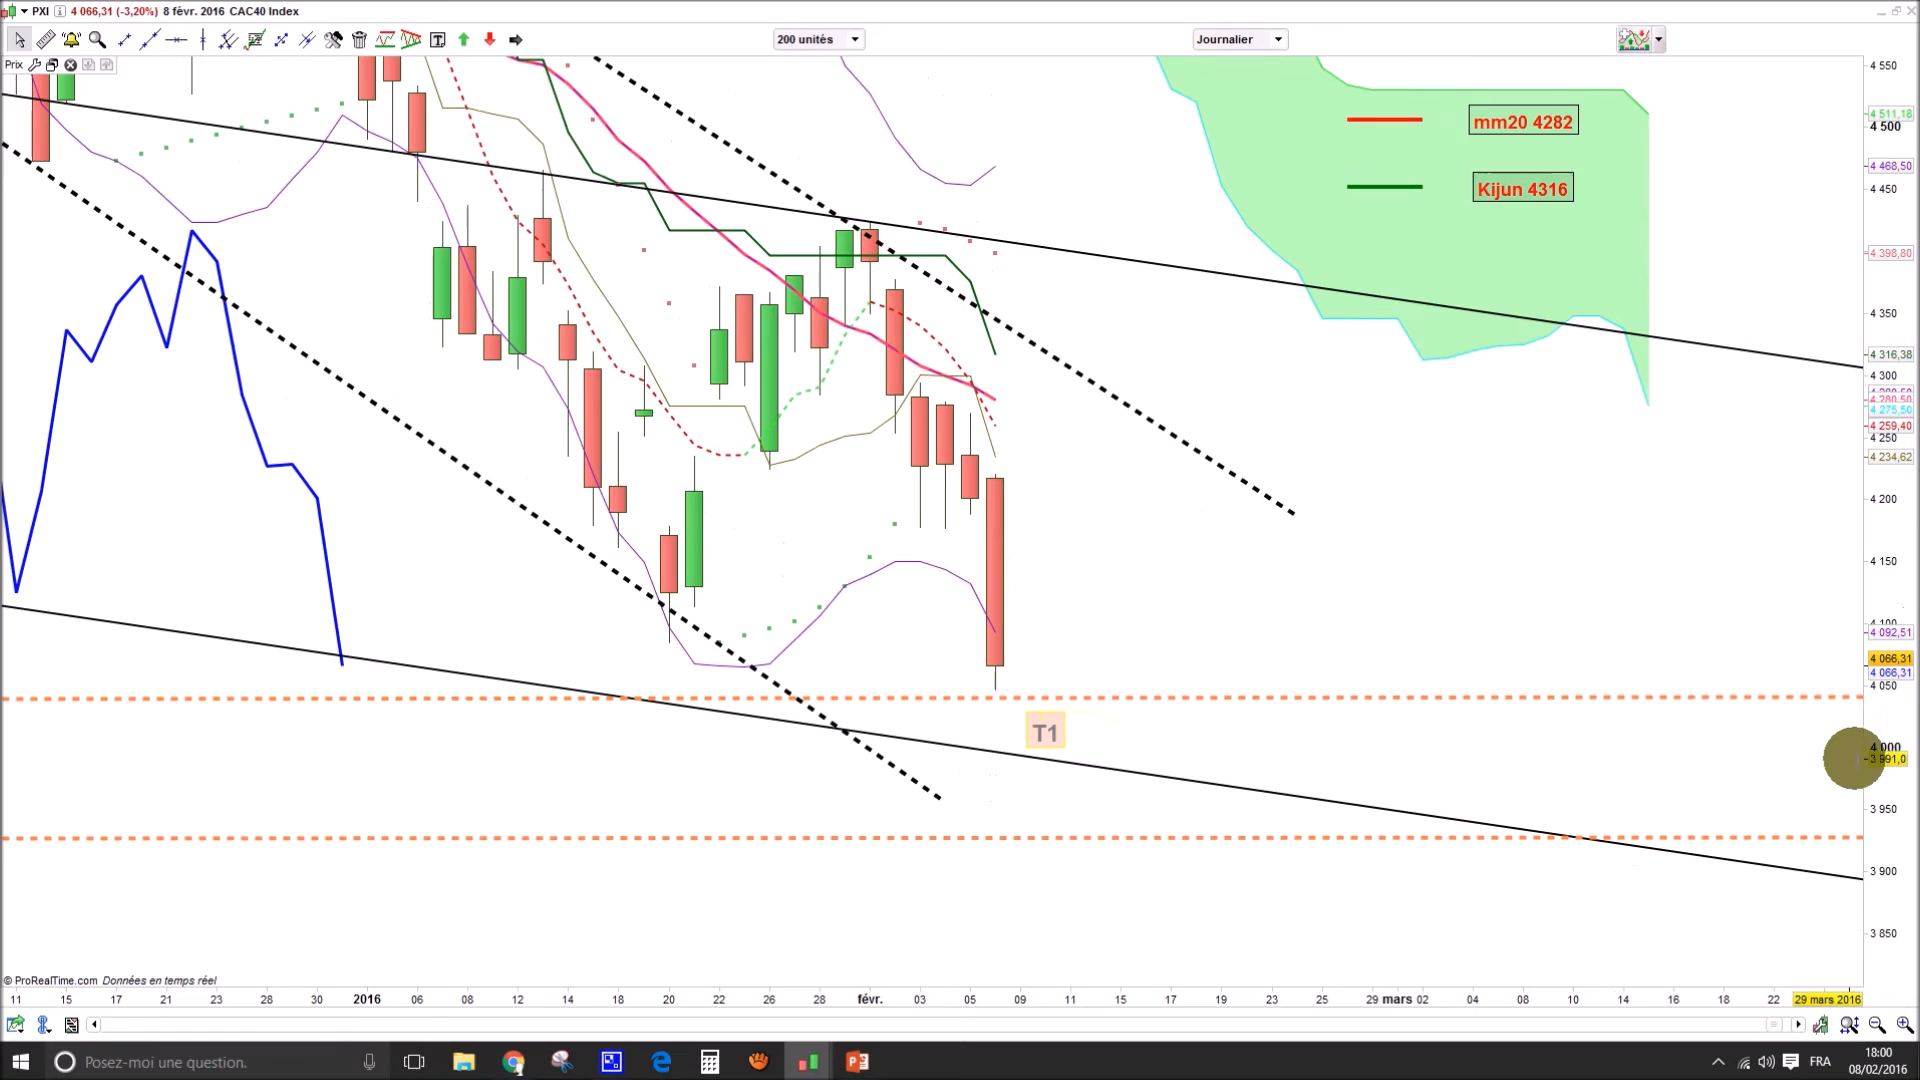 PXI 4 066,31 (-3,20%) 8 févr. 2016 CAC40 Index
200 unités
Journalier
Prix
mm20 4282
Kijun 4316
T1
4 550
4 511,18
4 500
4 468,50
4 450
4 398,80
4 350
4 316,38
4 300
4 280,50
4 275,50
4 259,40
4 250
4 234,62
4 200
4 150
4 100
4 092,51
4 066,31
4 066,31
4 050
4 000
3 991,0
3 950
3 900
3 850
© ProRealTime.com Données en temps réel
11 15 17 21 23 28 30 2016 06 08 12 14 18 20 22 26 28 févr. 03 05 09 11 15 17 19 23 25 29 mars 02 04 08 10 14 16 18 22 29 mars 2016
Posez-moi une question.
FRA
18:00
08/02/2016